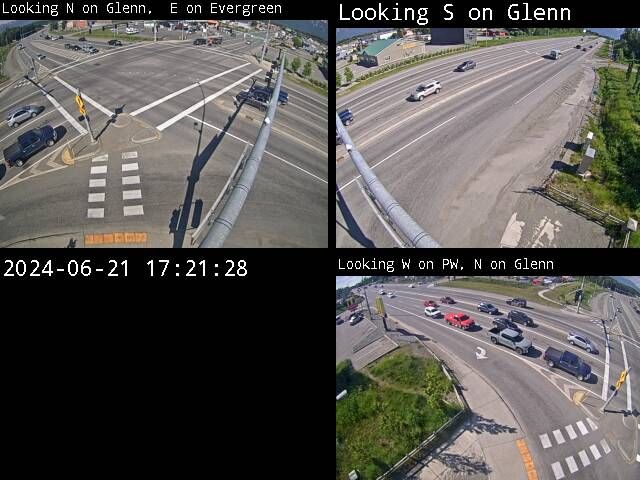 Looking N on Glenn,  E on Evergreen
Looking S on Glenn
2024-06-21 17:21:28
Looking W on PW, N on Glenn